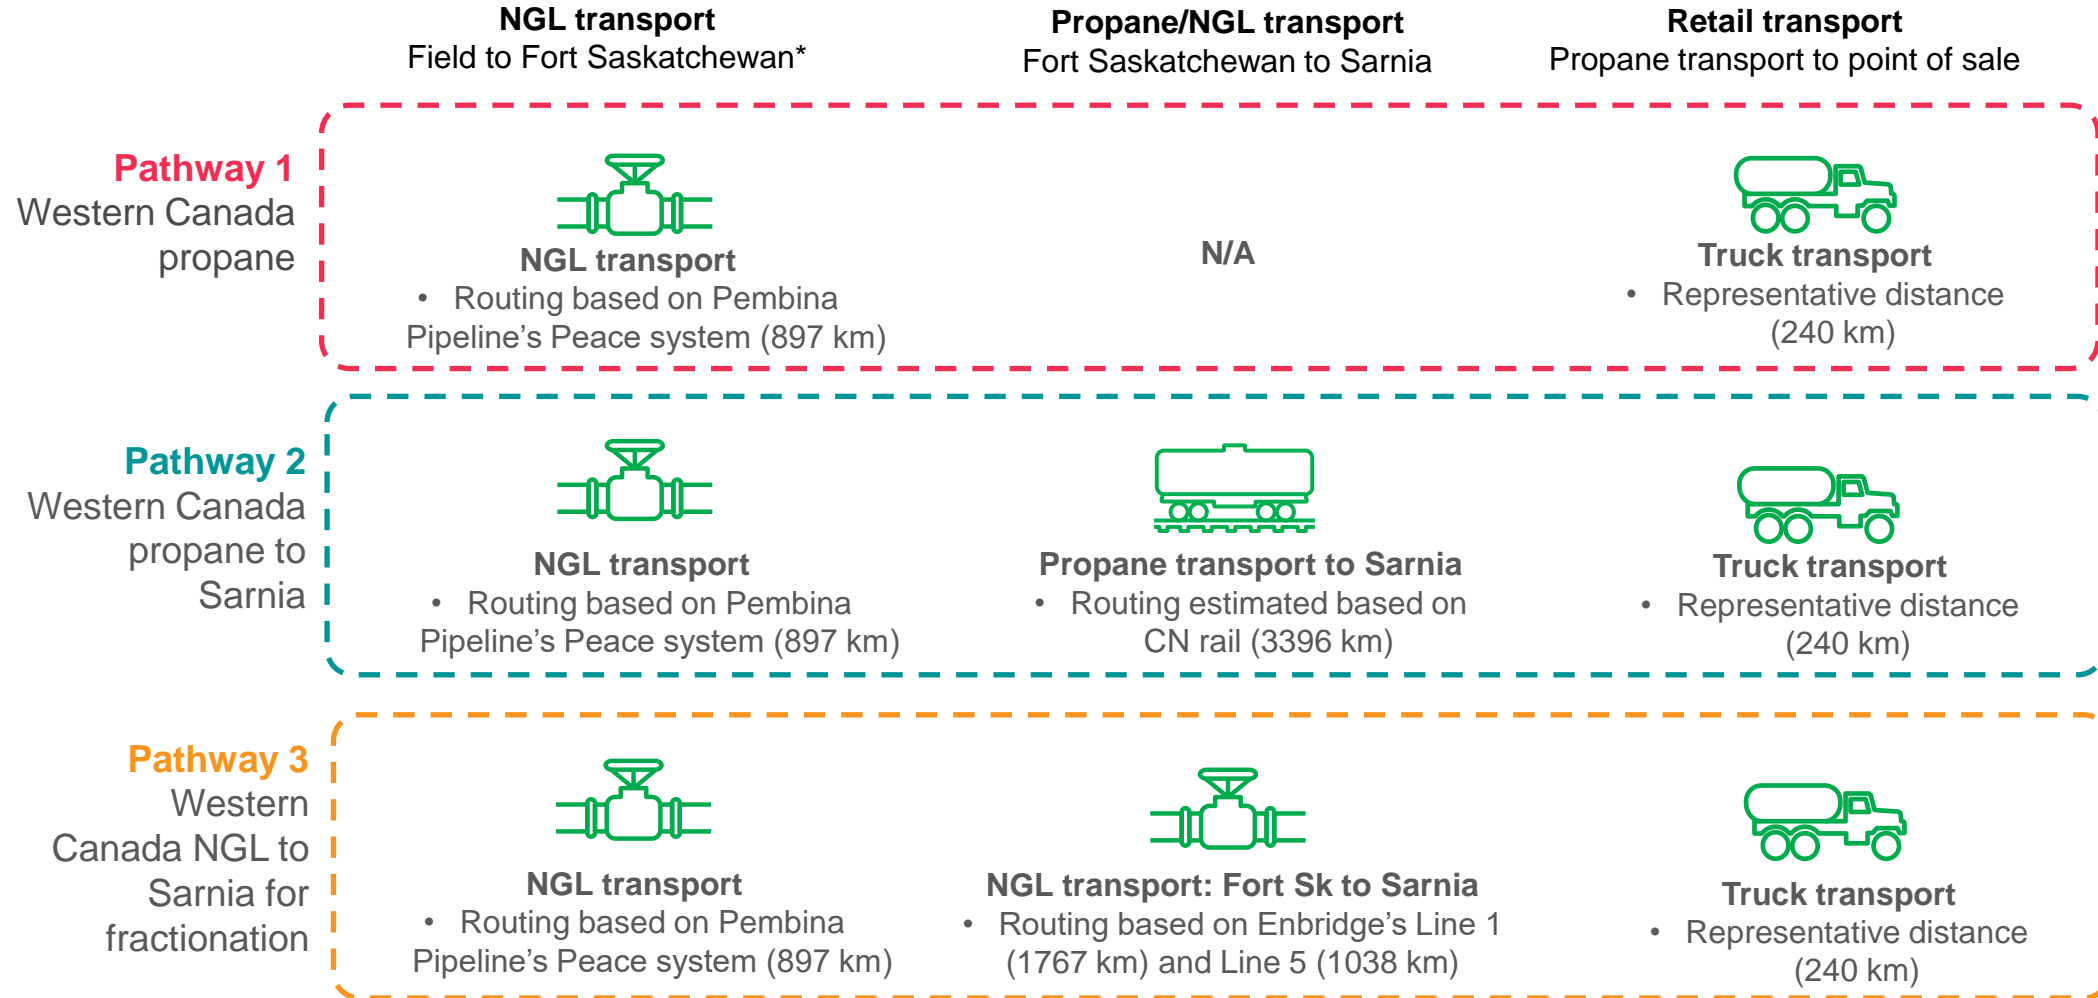 NGL transport
Field to Fort Saskatchewan*
Propane/NGL transport
Fort Saskatchewan to Sarnia
Retail transport
Propane transport to point of sale
Pathway 1
Western Canada
propane
NGL transport
• Routing based on Pembina
Pipeline’s Peace system (897 km)
N/A
Truck transport
• Representative distance
(240 km)
Pathway 2
Western Canada
propane to
Sarnia
NGL transport
• Routing based on Pembina
Pipeline’s Peace system (897 km)
Propane transport to Sarnia
• Routing estimated based on
CN rail (3396 km)
Truck transport
• Representative distance
(240 km)
Pathway 3
Western
Canada NGL to
Sarnia for
fractionation
NGL transport
• Routing based on Pembina
Pipeline’s Peace system (897 km)
NGL transport: Fort Sk to Sarnia
• Routing based on Enbridge’s Line 1
(1767 km) and Line 5 (1038 km)
Truck transport
• Representative distance
(240 km)